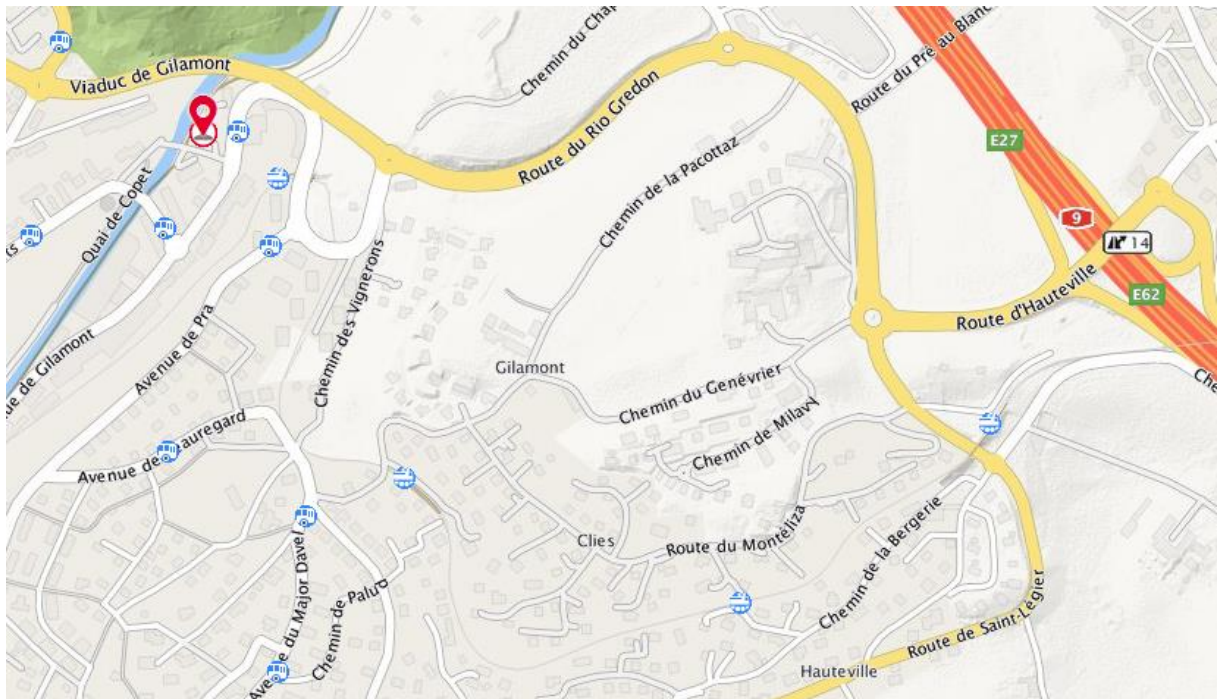 Viaduc de Gilamont
Chemin du Chap
Route du Pré au Blanc
Route du Rio Gredon
E27
Chemin de la Pacottaz
Quai de Copet
9
14
ts
E62
Route d'Hauteville
Chemin des Vignerons
Avenue de Pra
Che
ue de Gilamont
Gilamont
Chemin du Genévrier
Chemin de Milavy
Avenue de Beauregard
Route du Montéliza
Clies
Chemin de la Bergerie
Avenue du Major Davel
Chemin de Palud
Route de Saint-Légier
Hauteville